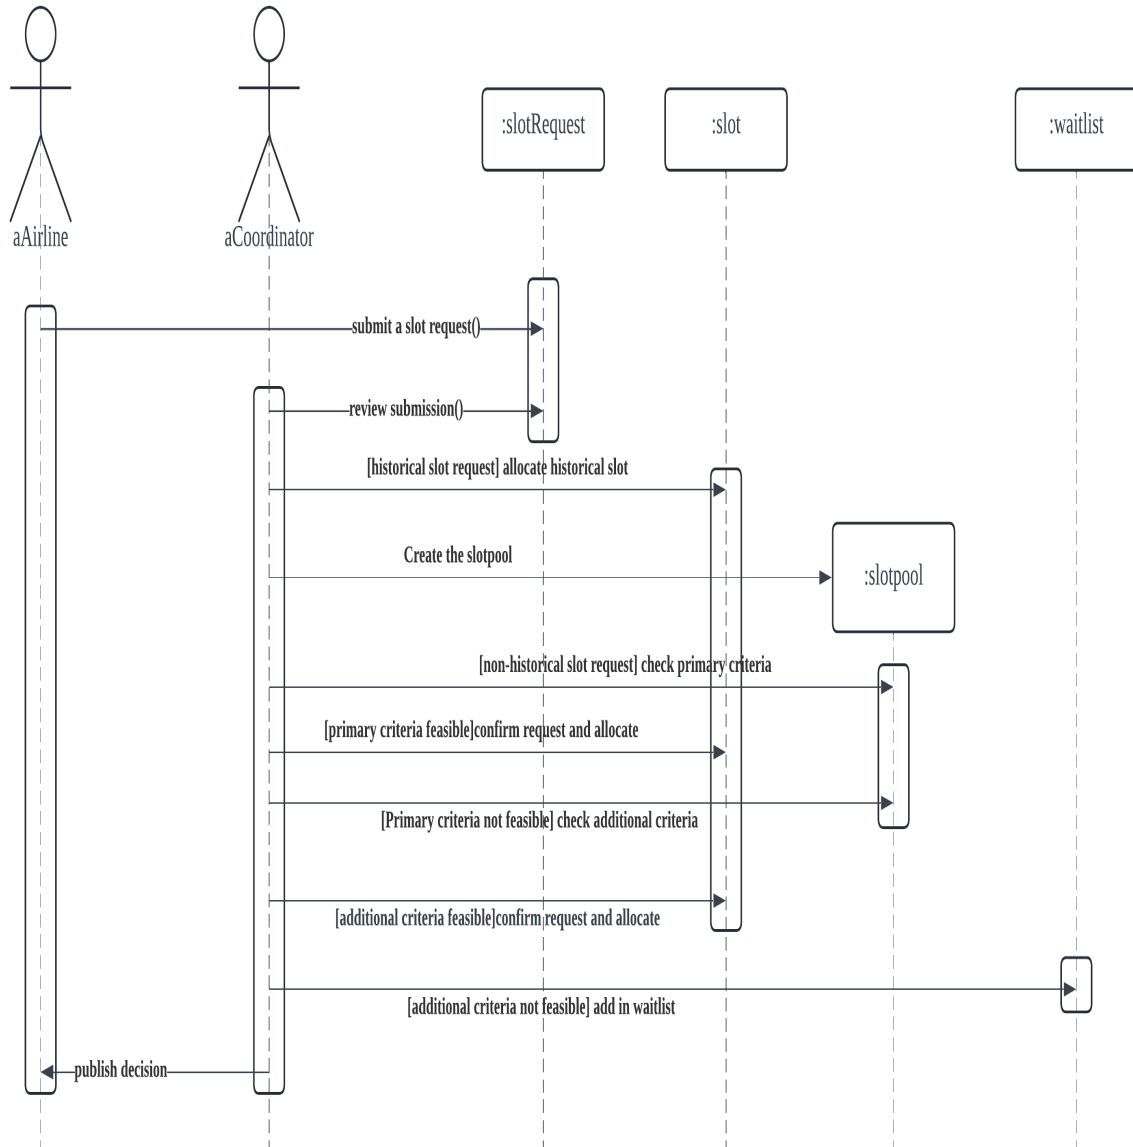 :slotRequest
:slot
:waitlist
aAirline
aCoordinator
submit a slot request()
review submission()
[historical slot request] allocate historical slot
Create the slotpool
:slotpool
[non-historical slot request] check primary criteria
[primary criteria feasible]confirm request and allocate
[Primary criteria not feasible] check additional criteria
[additional criteria feasible]confirm request and allocate
[additional criteria not feasible] add in waitlist
publish decision